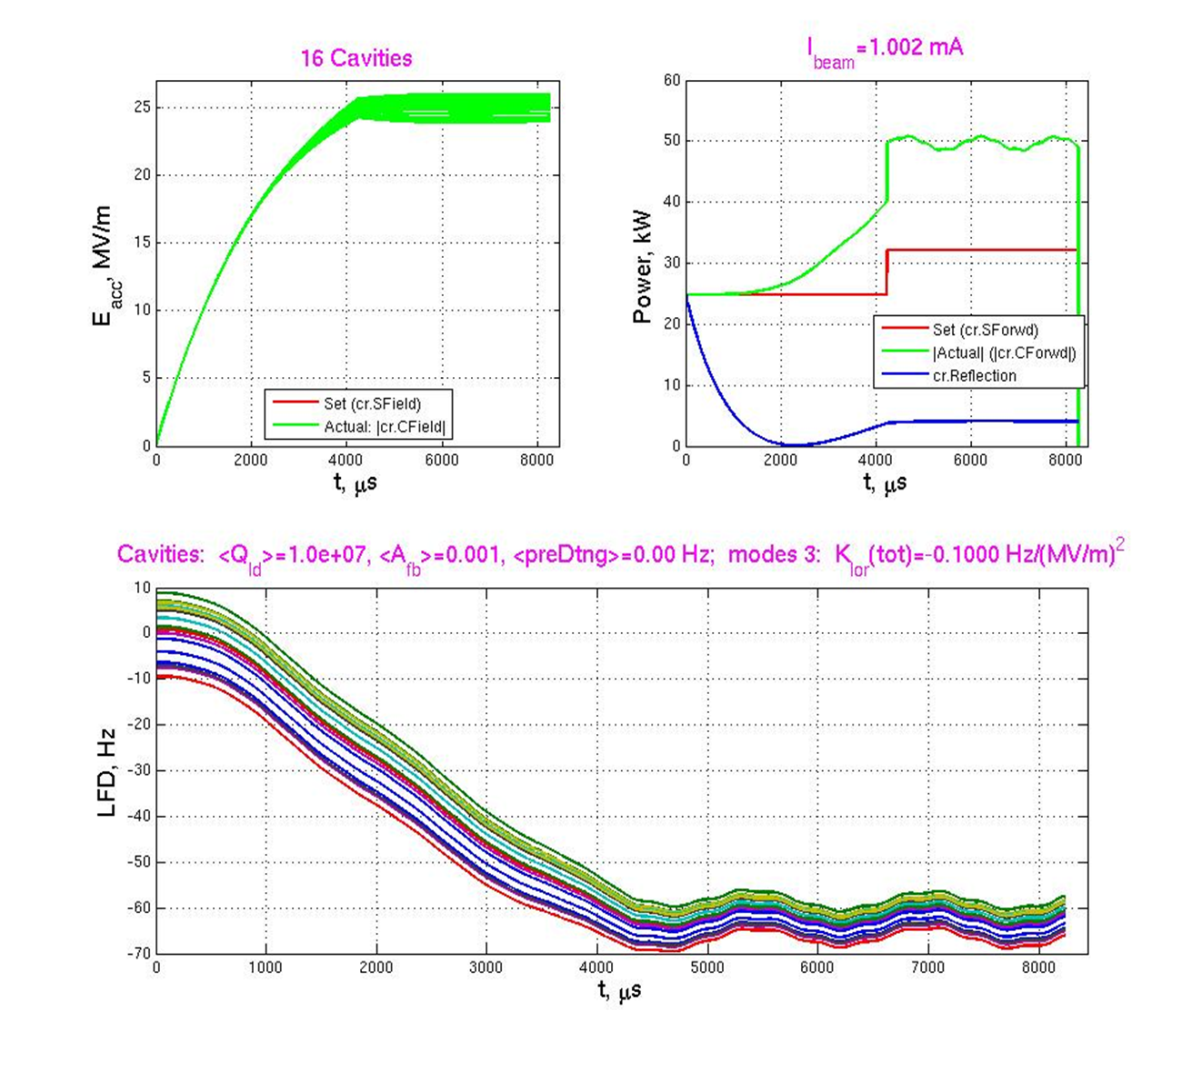 16 Cavities
25
20
15
10
5
0
0 2000 4000 6000 8000
E_acc, MV/m
t, μs
Set (cr.SField)
Actual: |cr.CField|
I_beam=1.002 mA
60
50
40
30
20
10
0
0 2000 4000 6000 8000
Power, kW
t, μs
Set (cr.SForwd)
|Actual| (|cr.CForwd|)
cr.Reflection
Cavities: <Q_ld>=1.0e+07, <A_fb>=0.001, <preDtng>=0.00 Hz; modes 3: K_lor(tot)=-0.1000 Hz/(MV/m)²
10
0
-10
-20
-30
-40
-50
-60
-70
0 1000 2000 3000 4000 5000 6000 7000 8000
LFD, Hz
t, μs